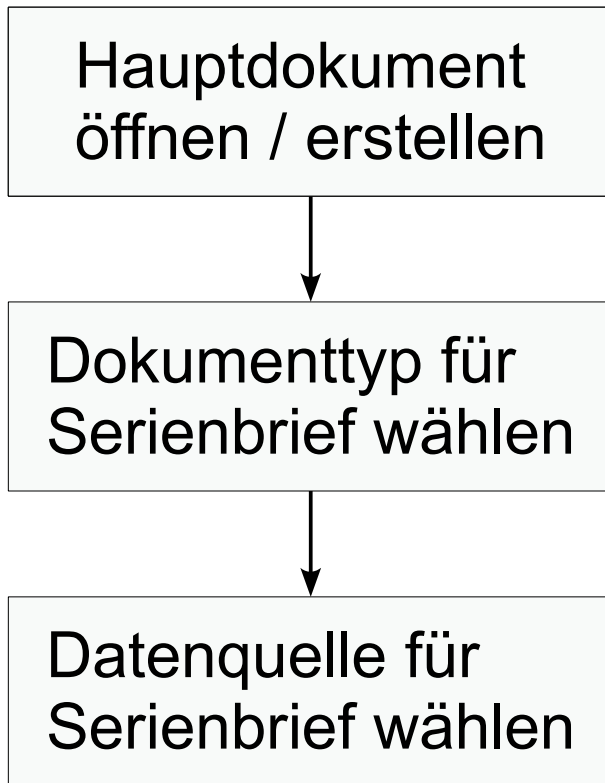 Hauptdokument
öffnen / erstellen
Dokumenttyp für
Serienbrief wählen
Datenquelle für
Serienbrief wählen